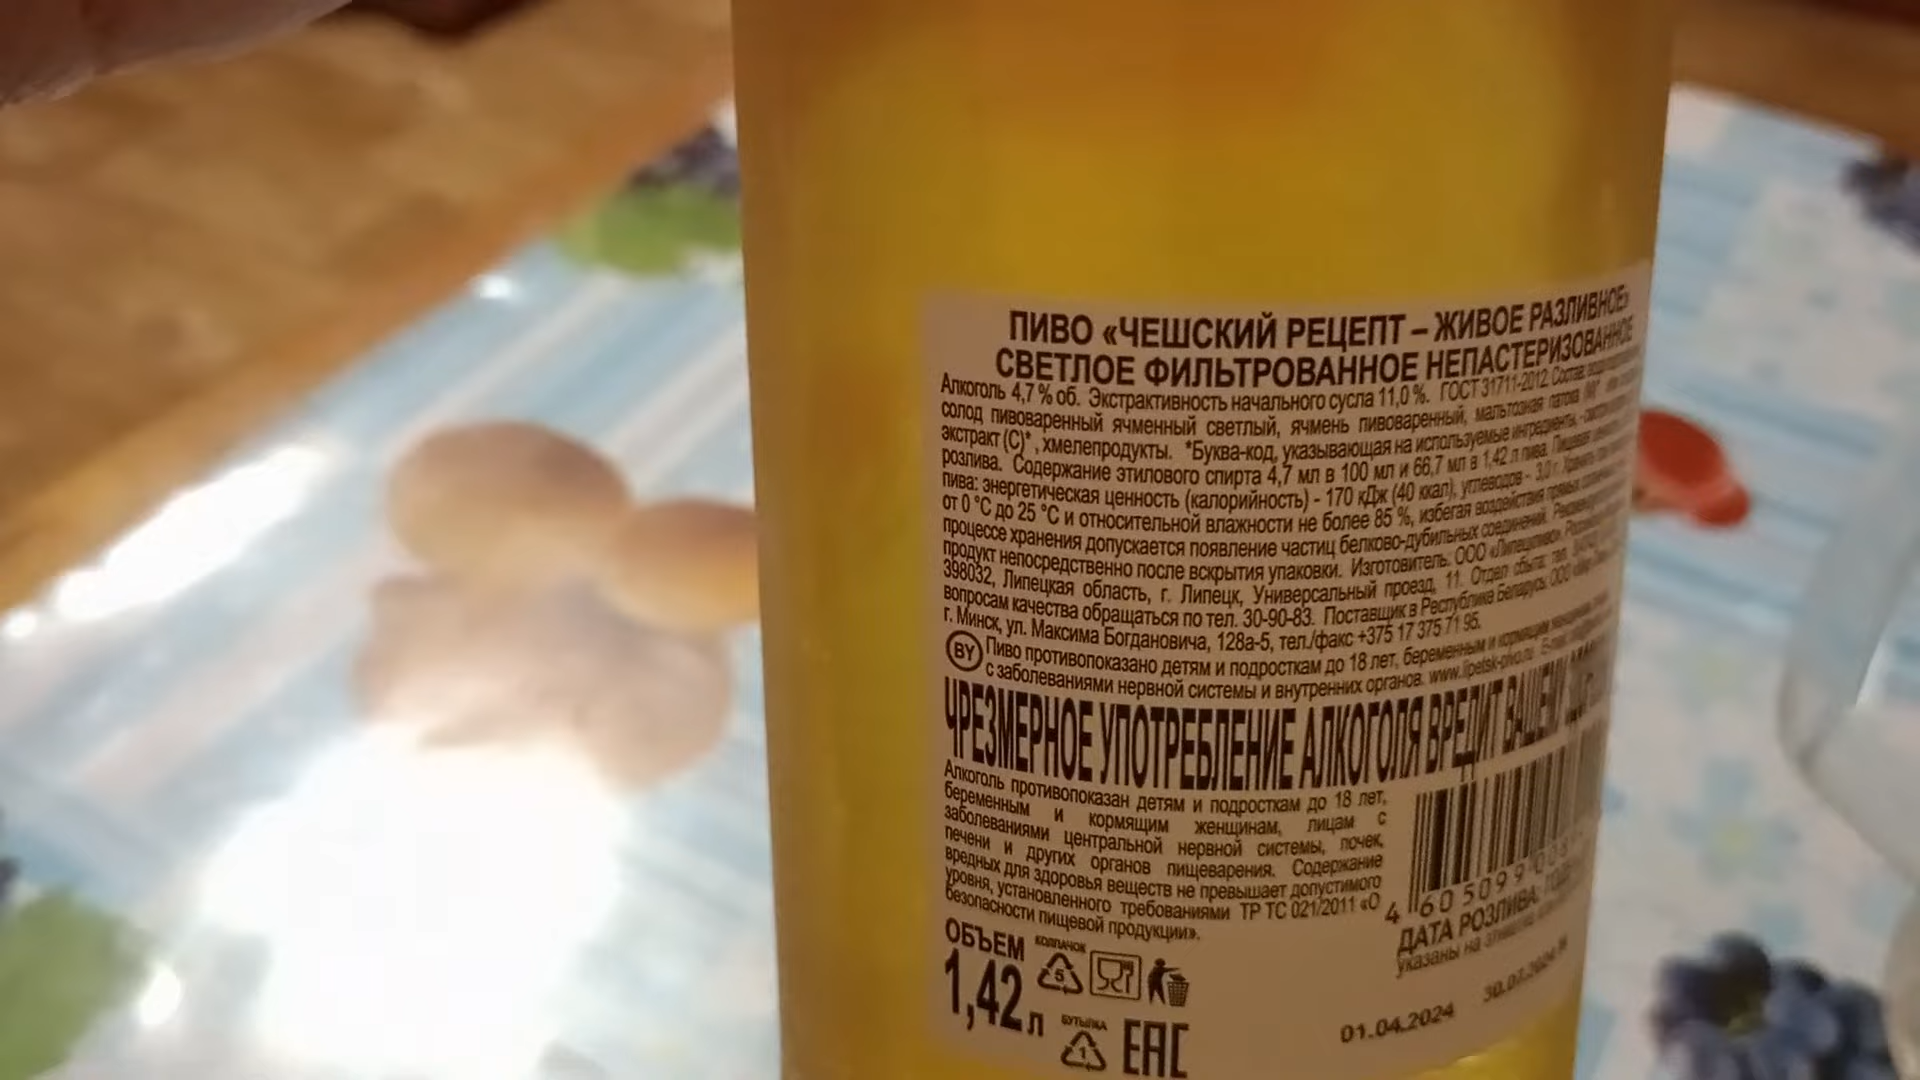 ПИВО «ЧЕШСКИЙ РЕЦЕПТ – ЖИВОЕ РАЗЛИВНОЕ»
СВЕТЛОЕ ФИЛЬТРОВАННОЕ НЕПАСТЕРИЗОВАННОЕ
Алкоголь 4,7 % об. Экстрактивность начального сусла 11,0 %. ГОСТ 31711-2012. Состав: вода
солод пивоваренный ячменный светлый, ячмень пивоваренный, мальтозная патока (М)*
экстракт (С)*, хмелепродукты. *Буква-код, указывающая на используемые ингредиенты, -
розлива. Содержание этилового спирта 4,7 мл в 100 мл и 66,7 мл в 1,42 л пива. Пищевая
пива: энергетическая ценность (калорийность) - 170 кДж (40 ккал), углеводов - 3,0 г. Хранить
от 0 °С до 25 °С и относительной влажности не более 85 %, избегая воздействия прямых
процессе хранения допускается появление частиц белково-дубильных соединений.
продукт непосредственно после вскрытия упаковки. Изготовитель: ООО «Липецкпиво»
398032, Липецкая область, г. Липецк, Универсальный проезд, 11. Отдел сбыта: тел.
вопросам качества обращаться по тел. 30-90-83. Поставщик в Республике Беларусь: ООО
г. Минск, ул. Максима Богдановича, 128а-5, тел./факс +375 17 375 71 95.
BY Пиво противопоказано детям и подросткам до 18 лет, беременным и кормящим
с заболеваниями нервной системы и внутренних органов. www.lipetsk-pivo.ru
ЧРЕЗМЕРНОЕ УПОТРЕБЛЕНИЕ АЛКОГОЛЯ ВРЕДИТ ВАШЕМУ
Алкоголь противопоказан детям и подросткам до 18 лет,
беременным и кормящим женщинам, лицам с
заболеваниями центральной нервной системы, почек,
печени и других органов пищеварения. Содержание
вредных для здоровья веществ не превышает допустимого
уровня, установленного требованиями ТР ТС 021/2011 «О
безопасности пищевой продукции».
4 605099
ДАТА РОЗЛИВА,
указаны на
ОБЪЕМ
1,42 л
КОЛПАЧОК
5
БУТЫЛКА
1
ЕАС
01.04.2024